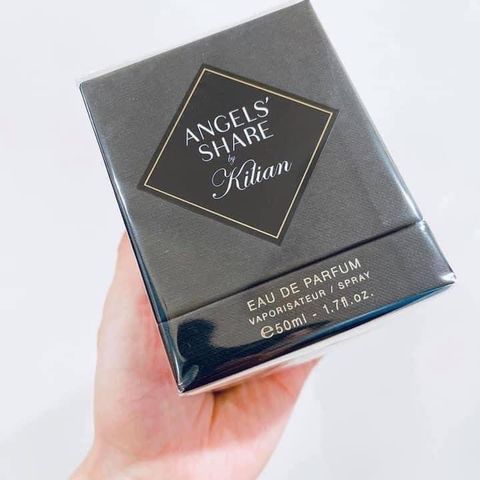 ANGELS'
SHARE
by
Kilian
EAU DE PARFUM
VAPORISATEUR / SPRAY
℮50ml - 1.7fl.oz.